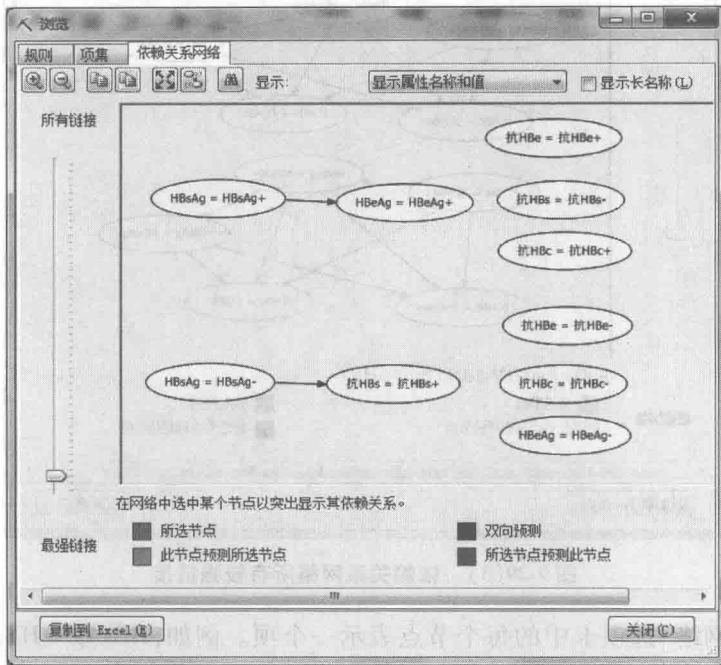 浏览
规则 项集 依赖关系网络
显示: 显示属性名称和值 显示长名称(L)
所有链接
抗HBe = 抗HBe+
HBsAg = HBsAg+
HBeAg = HBeAg+
抗HBs = 抗HBs-
抗HBc = 抗HBc+
抗HBe = 抗HBe-
HBsAg = HBsAg-
抗HBs = 抗HBs+
抗HBc = 抗HBc-
HBeAg = HBeAg-
在网络中选中某个节点以突出显示其依赖关系。
最强链接
所选节点
双向预测
此节点预测所选节点
所选节点预测此节点
复制到 Excel(E)
关闭(C)